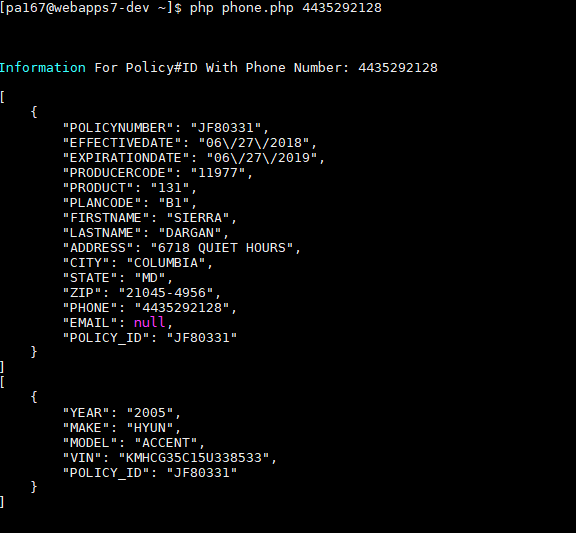 [pa167@webapps7-dev ~]$ php phone.php 4435292128
Information For Policy#ID With Phone Number: 4435292128
[
    {
        "POLICYNUMBER": "JF80331",
        "EFFECTIVEDATE": "06\/27\/2018",
        "EXPIRATIONDATE": "06\/27\/2019",
        "PRODUCERCODE": "11977",
        "PRODUCT": "131",
        "PLANCODE": "B1",
        "FIRSTNAME": "SIERRA",
        "LASTNAME": "DARGAN",
        "ADDRESS": "6718 QUIET HOURS",
        "CITY": "COLUMBIA",
        "STATE": "MD",
        "ZIP": "21045-4956",
        "PHONE": "4435292128",
        "EMAIL": null,
        "POLICY_ID": "JF80331"
    }
]
[
    {
        "YEAR": "2005",
        "MAKE": "HYUN",
        "MODEL": "ACCENT",
        "VIN": "KMHCG35C15U338533",
        "POLICY_ID": "JF80331"
    }
]